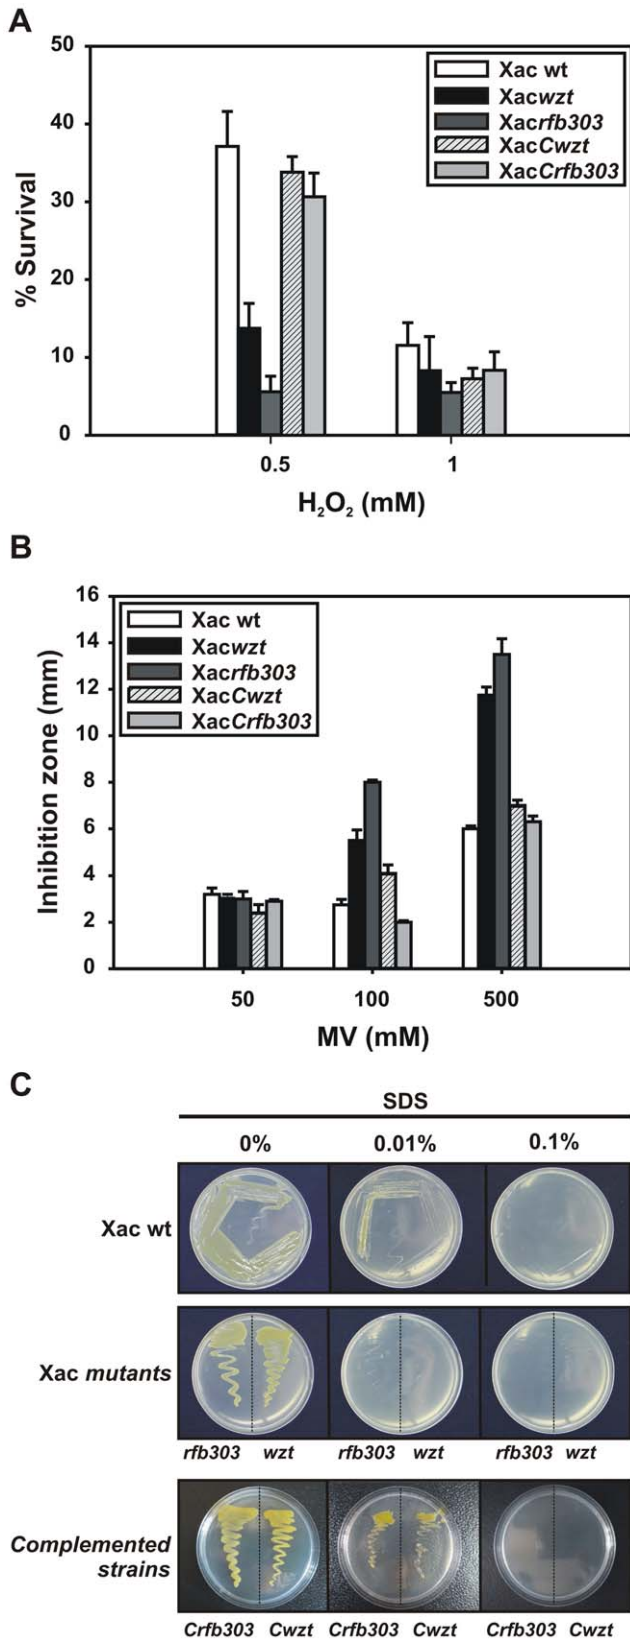 A
50
40
30
20
10
0
% Survival
Xac wt
Xacwzt
Xacrfb303
XacCwzt
XacCrfb303
0.5 1
H₂O₂ (mM)
B
16
14
12
10
8
6
4
2
0
Inhibition zone (mm)
Xac wt
Xacwzt
Xacrfb303
XacCwzt
XacCrfb303
50 100 500
MV (mM)
C
SDS
0% 0.01% 0.1%
Xac wt
Xac mutants
rfb303 wzt rfb303 wzt rfb303 wzt
Complemented
strains
Crfb303 Cwzt Crfb303 Cwzt Crfb303 Cwzt